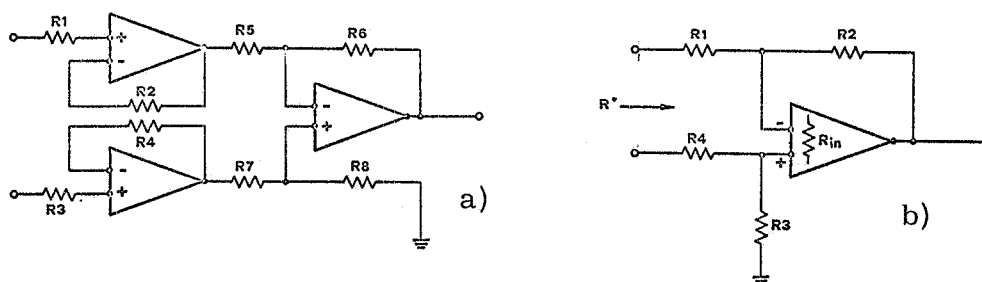 R1
+
-
R2
R4
-
+
R3
R5
R6
-
+
R7
R8
a)
R1
R2
R*
-
R4
+
Rin
R3
b)